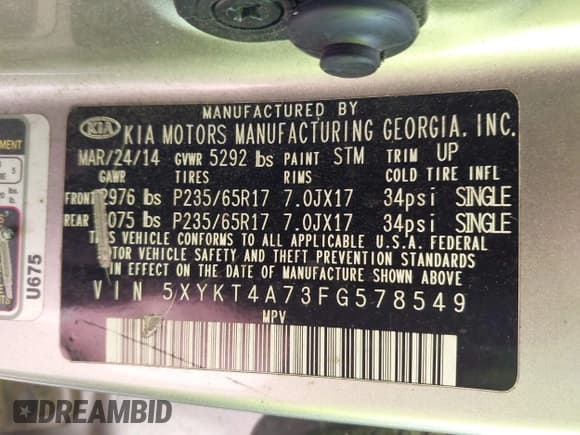 MANUFACTURED BY
KIA KIA MOTORS MANUFACTURING GEORGIA, INC.
MAR/24/14 GVWR 5292 lbs PAINT STM TRIM UP
GAWR TIRES RIMS COLD TIRE INFL
FRONT 2976 lbs P235/65R17 7.0JX17 34psi SINGLE
REAR 3075 lbs P235/65R17 7.0JX17 34psi SINGLE
THIS VEHICLE CONFORMS TO ALL APPLICABLE U.S.A. FEDERAL
MOTOR VEHICLE SAFETY AND THEFT PREVENTION STANDARDS
IN EFFECT ON THE DATE OF MANUFACTURE SHOWN ABOVE.
VIN 5XYKT4A73FG578549
MPV
U675
DREAMBID